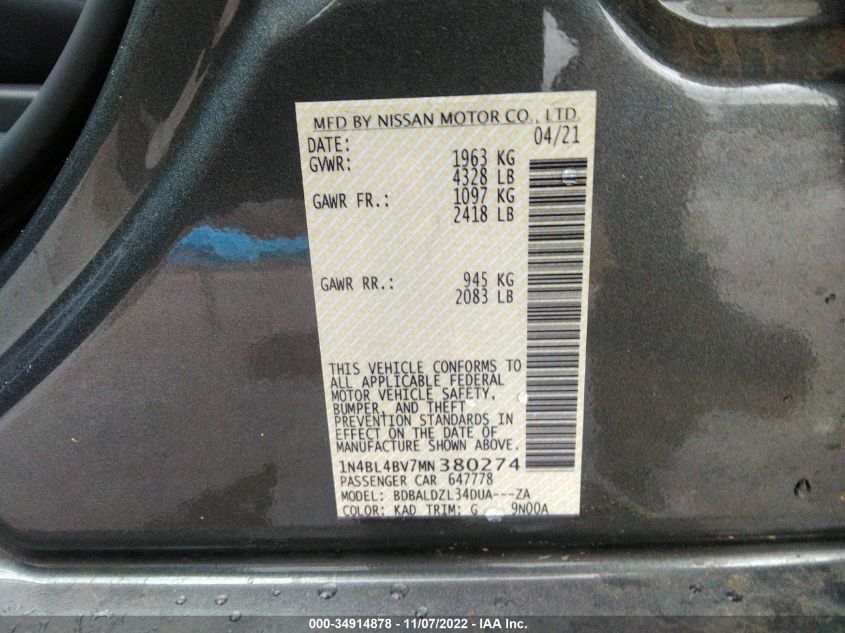 MFD BY NISSAN MOTOR CO., LTD.
DATE: 04/21
GVWR: 1963 KG
4328 LB
GAWR FR.: 1097 KG
2418 LB
GAWR RR.: 945 KG
2083 LB
THIS VEHICLE CONFORMS TO
ALL APPLICABLE FEDERAL
MOTOR VEHICLE SAFETY,
BUMPER, AND THEFT
PREVENTION STANDARDS IN
EFFECT ON THE DATE OF
MANUFACTURE SHOWN ABOVE.
1N4BL4BV7MN380274
PASSENGER CAR 647778
MODEL: BDBALDZL34DUA---ZA
COLOR: KAD TRIM: G 9N00A
000-34914878 - 11/07/2022 - IAA Inc.